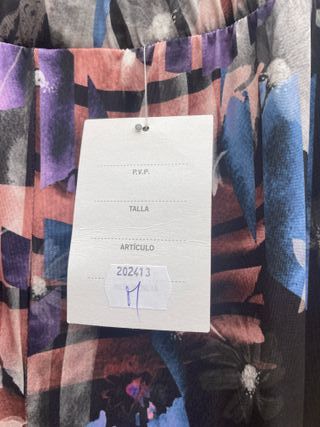 P.V.P.
TALLA
ARTÍCULO
202413
M